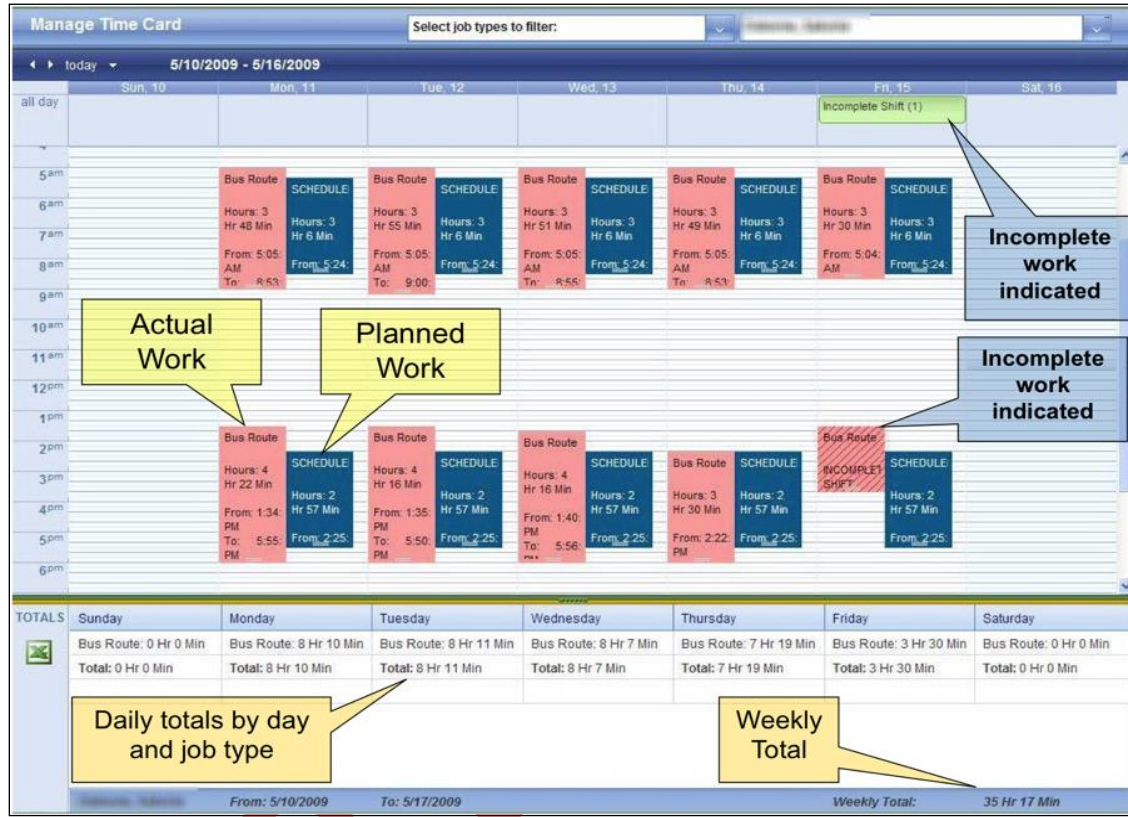 Manage Time Card
Select job types to filter:
today
5/10/2009 - 5/16/2009
Sun, 10 Mon, 11 Tue, 12 Wed, 13 Thu, 14 Fri, 15 Sat, 16
all day
Incomplete Shift (1)
5am
6am
7am
8am
9am
10am
11am
12pm
1pm
2pm
3pm
4pm
5pm
6pm
Bus Route
Hours: 3
Hr 48 Min
From: 5:05:
AM
To: 8:53:
SCHEDULE
Hours: 3
Hr 6 Min
From: 5:24:
Bus Route
Hours: 3
Hr 55 Min
From: 5:05:
AM
To: 9:00:
SCHEDULE
Hours: 3
Hr 6 Min
From: 5:24:
Bus Route
Hours: 3
Hr 51 Min
From: 5:05:
AM
To: 8:55:
SCHEDULE
Hours: 3
Hr 6 Min
From: 5:24:
Bus Route
Hours: 3
Hr 49 Min
From: 5:05:
AM
To: 8:53:
SCHEDULE
Hours: 3
Hr 6 Min
From: 5:24:
Bus Route
Hours: 3
Hr 30 Min
From: 5:04:
AM
SCHEDULE
Hours: 3
Hr 6 Min
From: 5:24:
Incomplete
work
indicated
Actual
Work
Planned
Work
Incomplete
work
indicated
Bus Route
Hours: 4
Hr 22 Min
From: 1:34:
PM
To: 5:55:
PM
SCHEDULE
Hours: 2
Hr 57 Min
From: 2:25:
Bus Route
Hours: 4
Hr 16 Min
From: 1:35:
PM
To: 5:50:
PM
SCHEDULE
Hours: 2
Hr 57 Min
From: 2:25:
Bus Route
Hours: 4
Hr 16 Min
From: 1:40:
PM
To: 5:56:
PM
SCHEDULE
Hours: 2
Hr 57 Min
From: 2:25:
Bus Route
Hours: 3
Hr 30 Min
From: 2:22:
PM
SCHEDULE
Hours: 2
Hr 57 Min
From: 2:25:
Bus Route
INCOMPLET
SHIFT
SCHEDULE
Hours: 2
Hr 57 Min
From: 2:25:
TOTALS Sunday Monday Tuesday Wednesday Thursday Friday Saturday
Bus Route: 0 Hr 0 Min Bus Route: 8 Hr 10 Min Bus Route: 8 Hr 11 Min Bus Route: 8 Hr 7 Min Bus Route: 7 Hr 19 Min Bus Route: 3 Hr 30 Min Bus Route: 0 Hr 0 Min
Total: 0 Hr 0 Min Total: 8 Hr 10 Min Total: 8 Hr 11 Min Total: 8 Hr 7 Min Total: 7 Hr 19 Min Total: 3 Hr 30 Min Total: 0 Hr 0 Min
Daily totals by day
and job type
Weekly
Total
From: 5/10/2009 To: 5/17/2009 Weekly Total: 35 Hr 17 Min